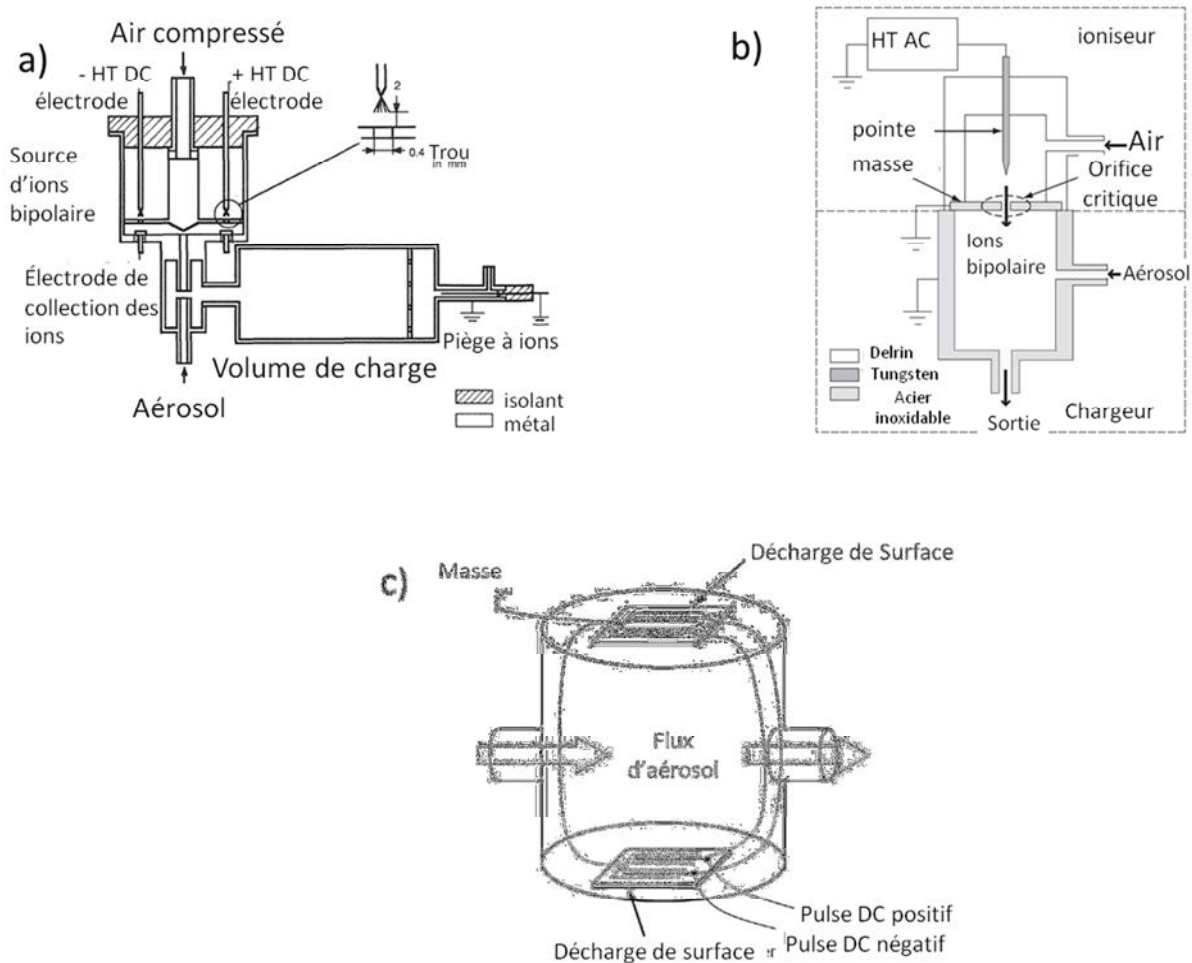 a)
Air compressé
- HT DC
électrode
+ HT DC
électrode
2
0.4 Trou
in mm
Source
d'ions
bipolaire
Électrode de
collection des
ions
Piège à ions
Volume de charge
Aérosol
isolant
métal
b)
HT AC
ioniseur
pointe
Air
masse
Orifice
critique
Ions
bipolaire
Aérosol
Delrin
Tungsten
Acier
inoxidable
Sortie
Chargeur
c)
Masse
Décharge de Surface
Flux
d'aérosol
Pulse DC positif
Décharge de surface er Pulse DC négatif